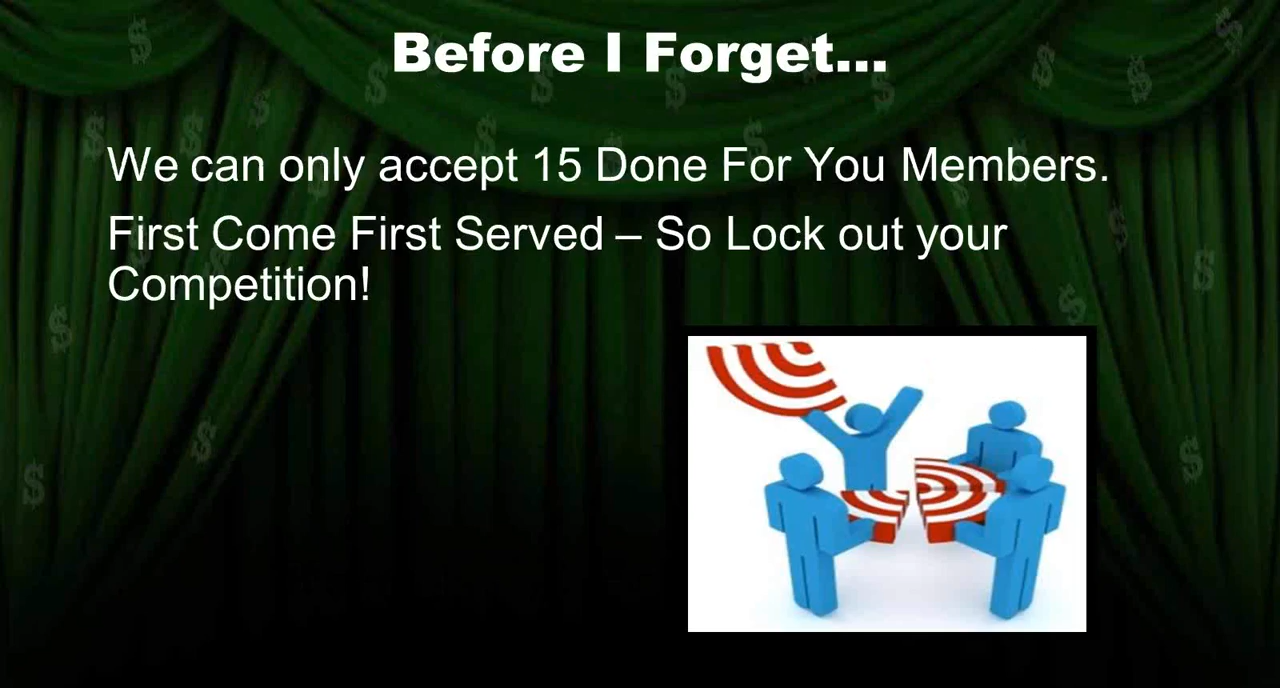 Before I Forget...
We can only accept 15 Done For You Members.
First Come First Served – So Lock out your
Competition!